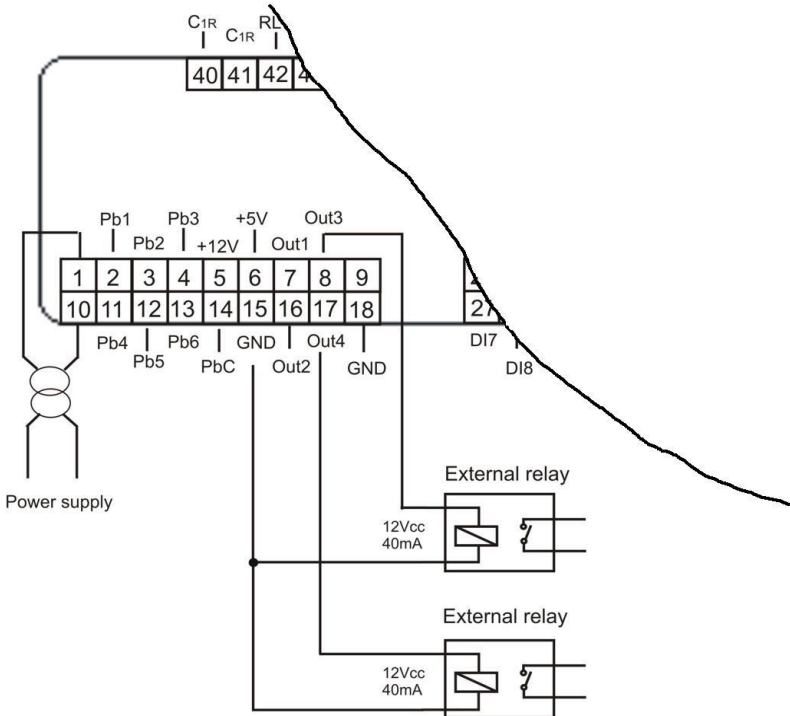 C1R C1R RL
40 41 42 4
Pb1 Pb3 +5V Out3
Pb2 +12V Out1
1 2 3 4 5 6 7 8 9
10 11 12 13 14 15 16 17 18 27
Pb4 Pb6 GND Out4 DI7
Pb5 PbC Out2 GND DI8
Power supply
External relay
12Vcc
40mA
External relay
12Vcc
40mA